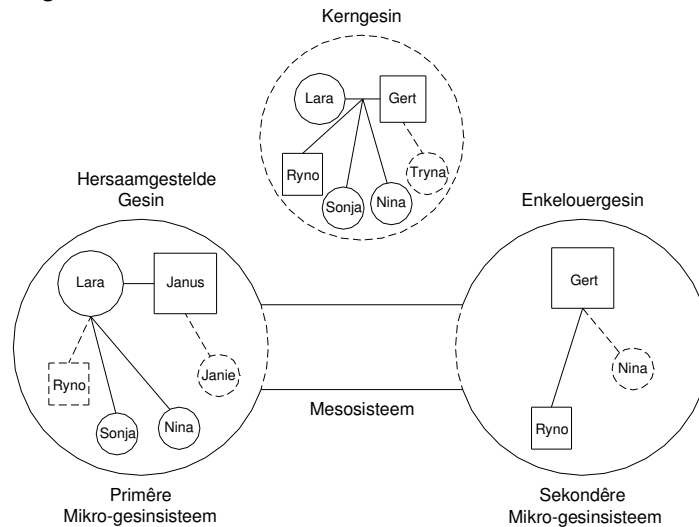 Kerngesin
Lara
Gert
Ryno
Tryna
Sonja
Nina
Hersaamgestelde
Gesin
Lara
Janus
Ryno
Janie
Sonja
Nina
Primêre
Mikro-gesinsisteem
Mesosisteem
Enkelouergesin
Gert
Nina
Ryno
Sekondêre
Mikro-gesinsisteem